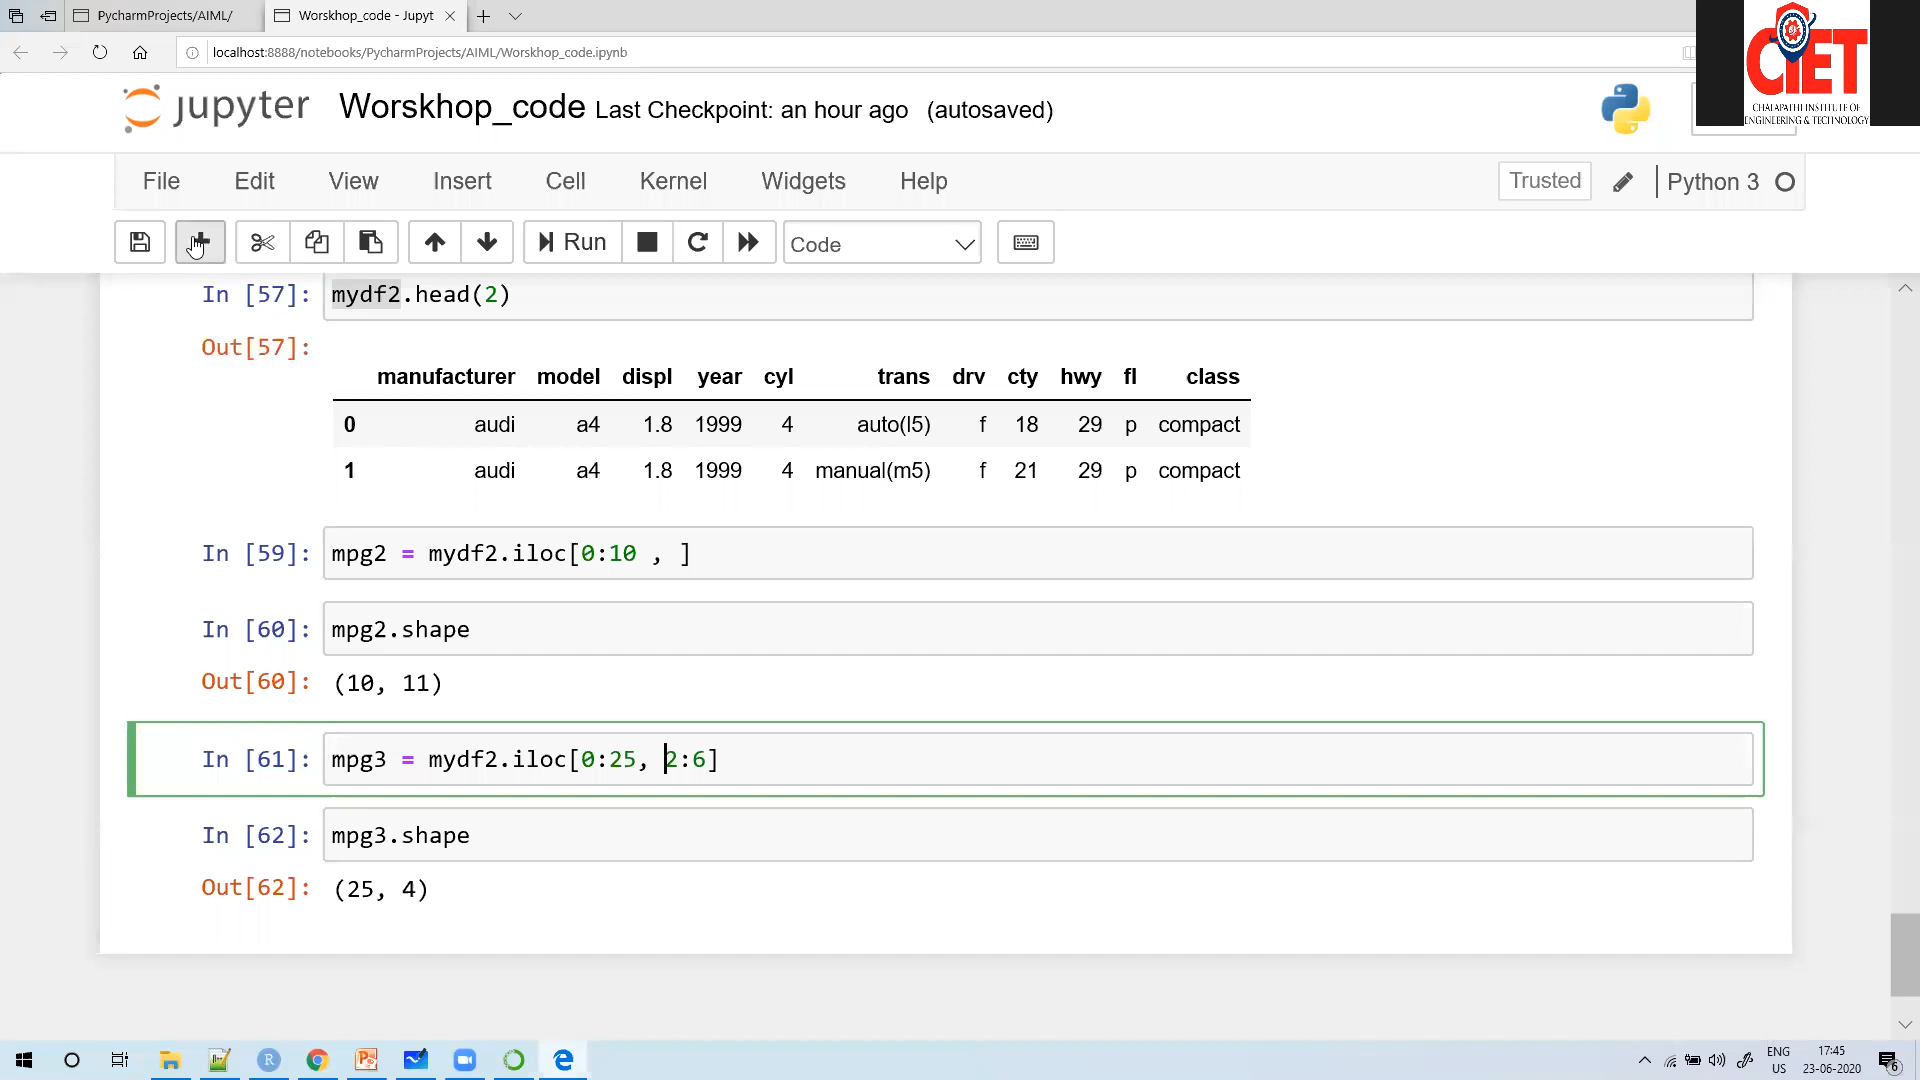 PycharmProjects/AIML/
Worskhop_code - Jupyt
localhost:8888/notebooks/PycharmProjects/AIML/Worskhop_code.ipynb
CIET
CHALAPATHI INSTITUTE OF
ENGINEERING & TECHNOLOGY
jupyter Worskhop_code Last Checkpoint: an hour ago (autosaved)
File Edit View Insert Cell Kernel Widgets Help Trusted Python 3
Run Code
In [57]: mydf2.head(2)
Out[57]:
manufacturer model displ year cyl trans drv cty hwy fl class
0 audi a4 1.8 1999 4 auto(l5) f 18 29 p compact
1 audi a4 1.8 1999 4 manual(m5) f 21 29 p compact
In [59]: mpg2 = mydf2.iloc[0:10 , ]
In [60]: mpg2.shape
Out[60]: (10, 11)
In [61]: mpg3 = mydf2.iloc[0:25, 2:6]
In [62]: mpg3.shape
Out[62]: (25, 4)
ENG 17:45
US 23-06-2020 6